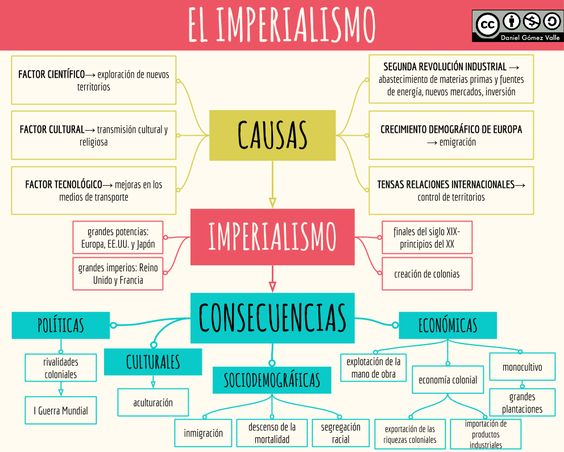 EL IMPERIALISMO
cc
BY
NC
SA
Daniel Gómez Valle
FACTOR CIENTÍFICO→ exploración de nuevos
territorios
FACTOR CULTURAL→ transmisión cultural y
religiosa
FACTOR TECNOLÓGICO→ mejoras en los
medios de transporte
CAUSAS
SEGUNDA REVOLUCIÓN INDUSTRIAL →
abastecimiento de materias primas y fuentes
de energía, nuevos mercados, inversión
CRECIMIENTO DEMOGRÁFICO DE EUROPA
→ emigración
TENSAS RELACIONES INTERNACIONALES→
control de territorios
grandes potencias:
Europa, EE.UU. y Japón
grandes imperios: Reino
Unido y Francia
IMPERIALISMO
finales del siglo XIX-
principios del XX
creación de colonias
CONSECUENCIAS
POLÍTICAS
rivalidades
coloniales
I Guerra Mundial
CULTURALES
aculturación
SOCIODEMOGRÁFICAS
inmigración
descenso de la
mortalidad
segregación
racial
ECONÓMICAS
explotación de la
mano de obra
economía colonial
exportación de las
riquezas coloniales
importación de
productos
industriales
monocultivo
grandes
plantaciones